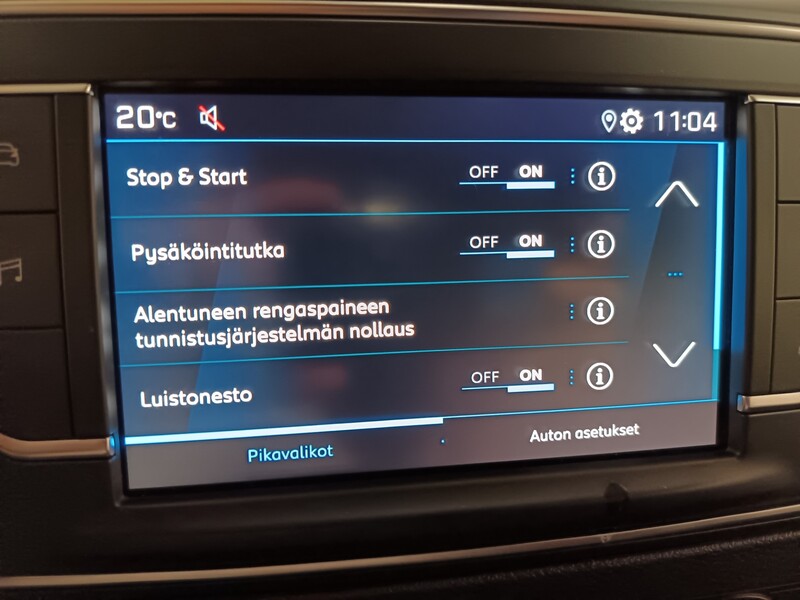 20°C 11:04
Stop & Start OFF ON
Pysäköintitutka OFF ON
Alentuneen rengaspaineen
tunnistusjärjestelmän nollaus
Luistonesto OFF ON
Pikavalikot Auton asetukset